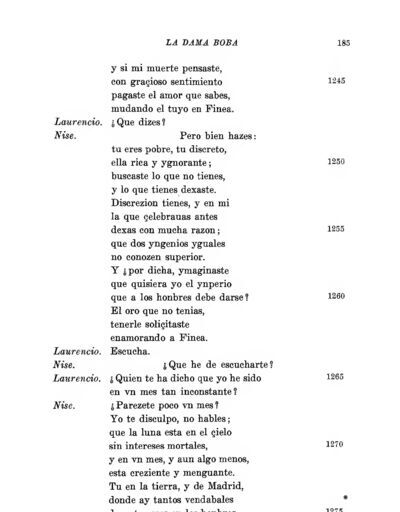 LA DAMA BOBA 185
y si mi muerte pensaste,
con graçioso sentimiento 1245
pagaste el amor que sabes,
mudando el tuyo en Finea.
Laurencio. ¿Que dizes?
Nise. Pero bien hazes:
tu eres pobre, tu discreto,
ella rica y ygnorante; 1250
buscaste lo que no tienes,
y lo que tienes dexaste.
Discrezion tienes, y en mi
la que çelebrauas antes
dexas con mucha razon; 1255
que dos yngenios yguales
no conozen superior.
Y ¿por dicha, ymaginaste
que quisiera yo el ynperio
que a los honbres debe darse? 1260
El oro que no tenias,
tenerle soliçitaste
enamorando a Finea.
Laurencio. Escucha.
Nise. ¿Que he de escucharte?
Laurencio. ¿Quien te ha dicho que yo he sido 1265
en vn mes tan inconstante?
Nise. ¿Parezete poco vn mes?
Yo te disculpo, no hables;
que la luna esta en el çielo
sin intereses mortales, 1270
y en vn mes, y aun algo menos,
esta creziente y menguante.
Tu en la tierra, y de Madrid,
donde ay tantos vendabales *